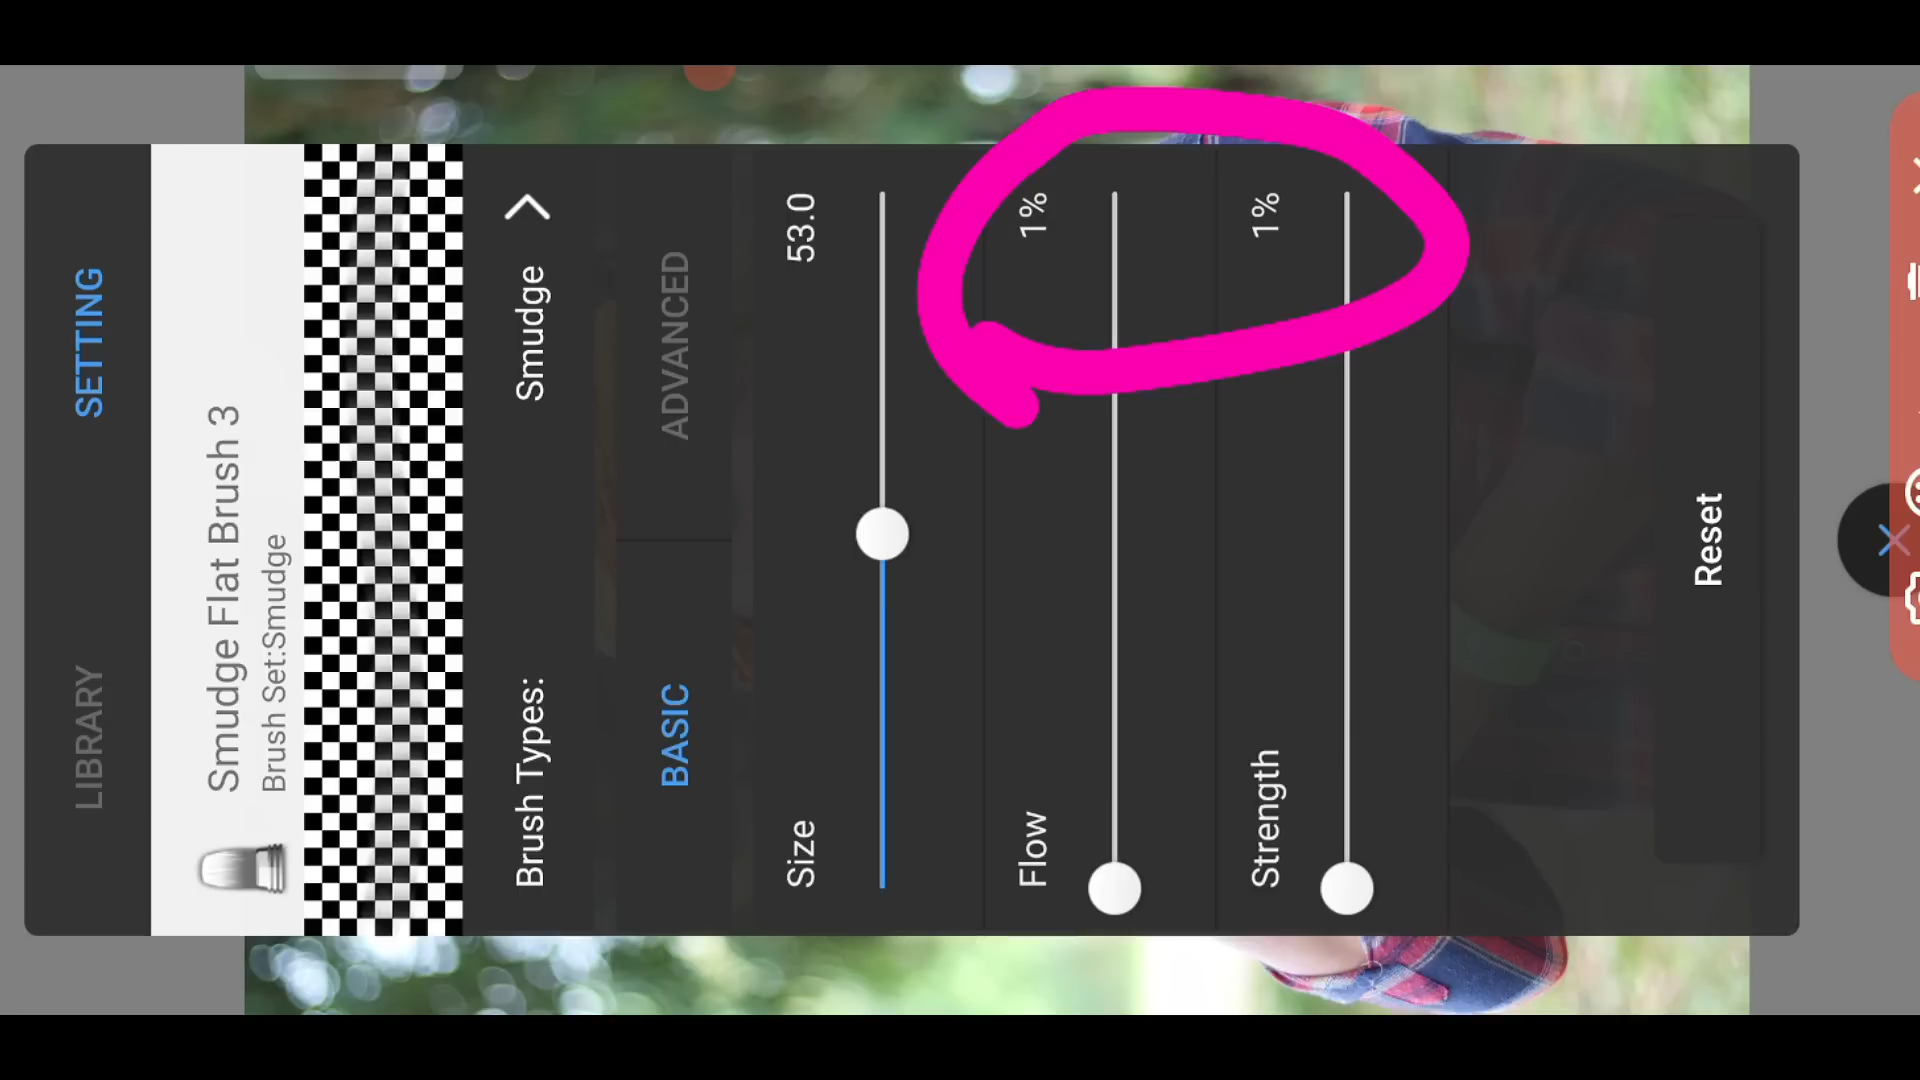 LIBRARY SETTING
Smudge Flat Brush 3
Brush Set:Smudge
Brush Types: Smudge
BASIC ADVANCED
Size 53.0
Flow 1%
Strength 1%
Reset